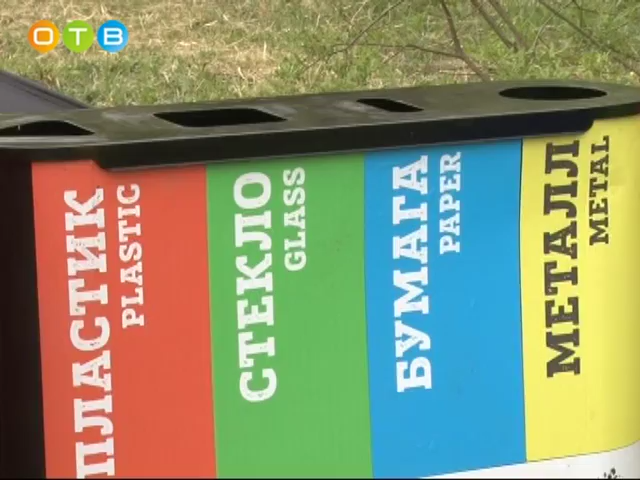 ОТВ
ПЛАСТИК
PLASTIC
СТЕКЛО
GLASS
БУМАГА
PAPER
МЕТАЛЛ
METAL